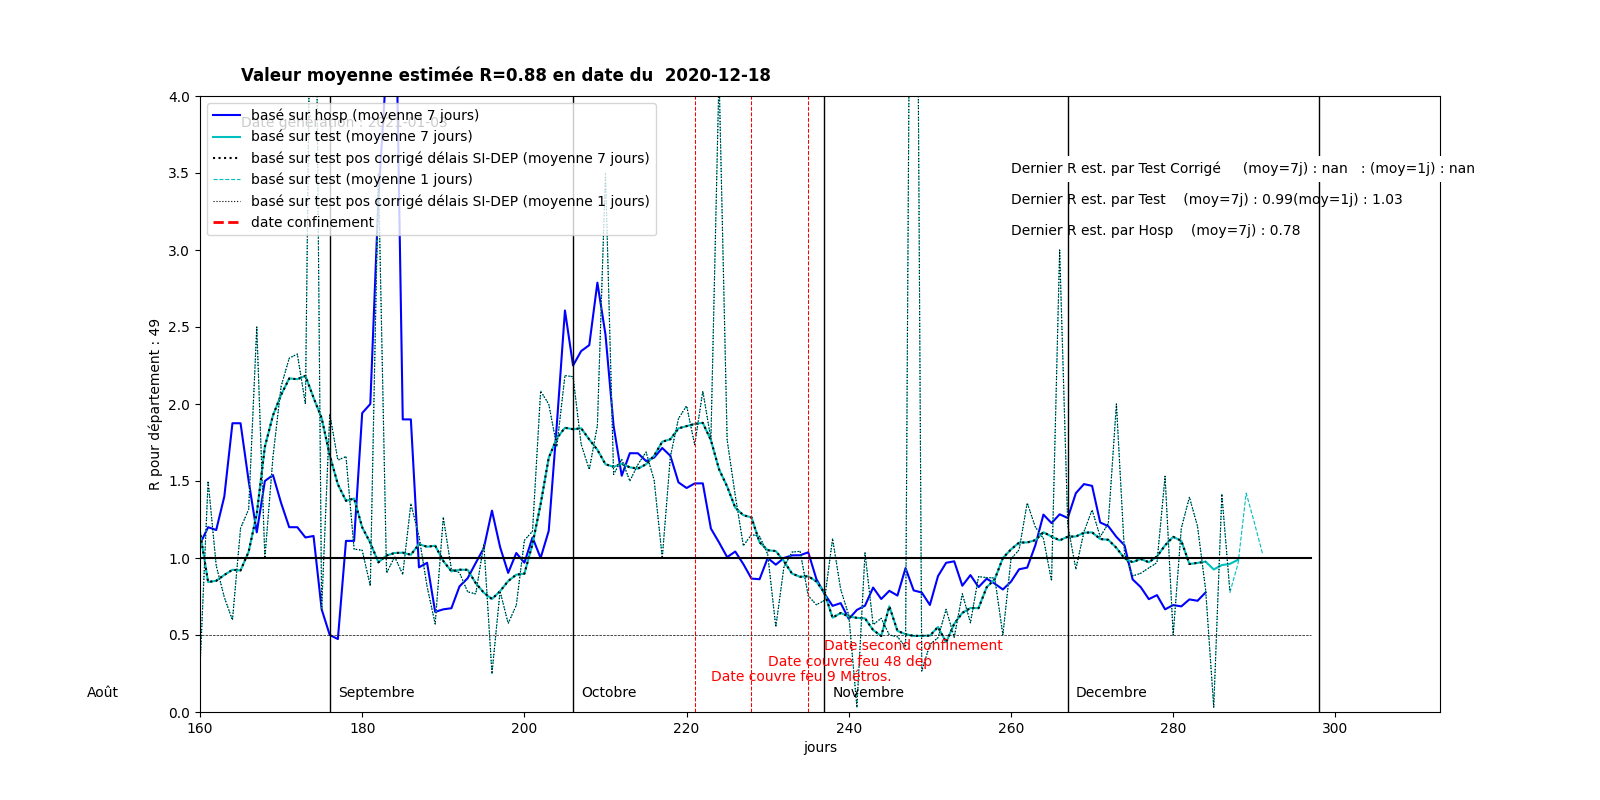 Valeur moyenne estimée R=0.88 en date du  2020-12-18
4.0
basé sur hosp (moyenne 7 jours)
Date génération : 2021-01-03
basé sur test (moyenne 7 jours)
basé sur test pos corrigé délais SI-DEP (moyenne 7 jours)
basé sur test (moyenne 1 jours)
basé sur test pos corrigé délais SI-DEP (moyenne 1 jours)
date confinement
Dernier R est. par Test Corrigé     (moy=7j) : nan   : (moy=1j) : nan
Dernier R est. par Test    (moy=7j) : 0.99(moy=1j) : 1.03
Dernier R est. par Hosp    (moy=7j) : 0.78
3.5
3.0
2.5
2.0
1.5
1.0
0.5
0.0
R pour département : 49
Date second confinement
Date couvre feu 48 dep
Date couvre feu 9 Métros.
Août
Septembre
Octobre
Novembre
Decembre
160 180 200 220 240 260 280 300
jours